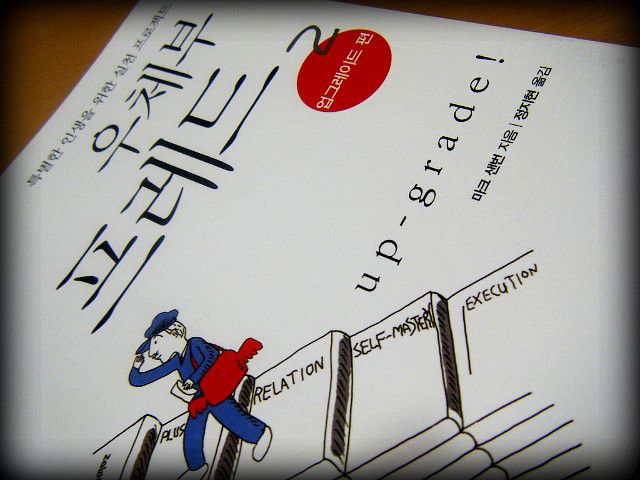 특별한 인생을 위한 실천 프로젝트
우체부
프레드 2
업그레이드 편
up-grade!
마크 샌번 지음 | 정지현 옮김
PLUS
RELATION
SELF-MASTERY
EXECUTION